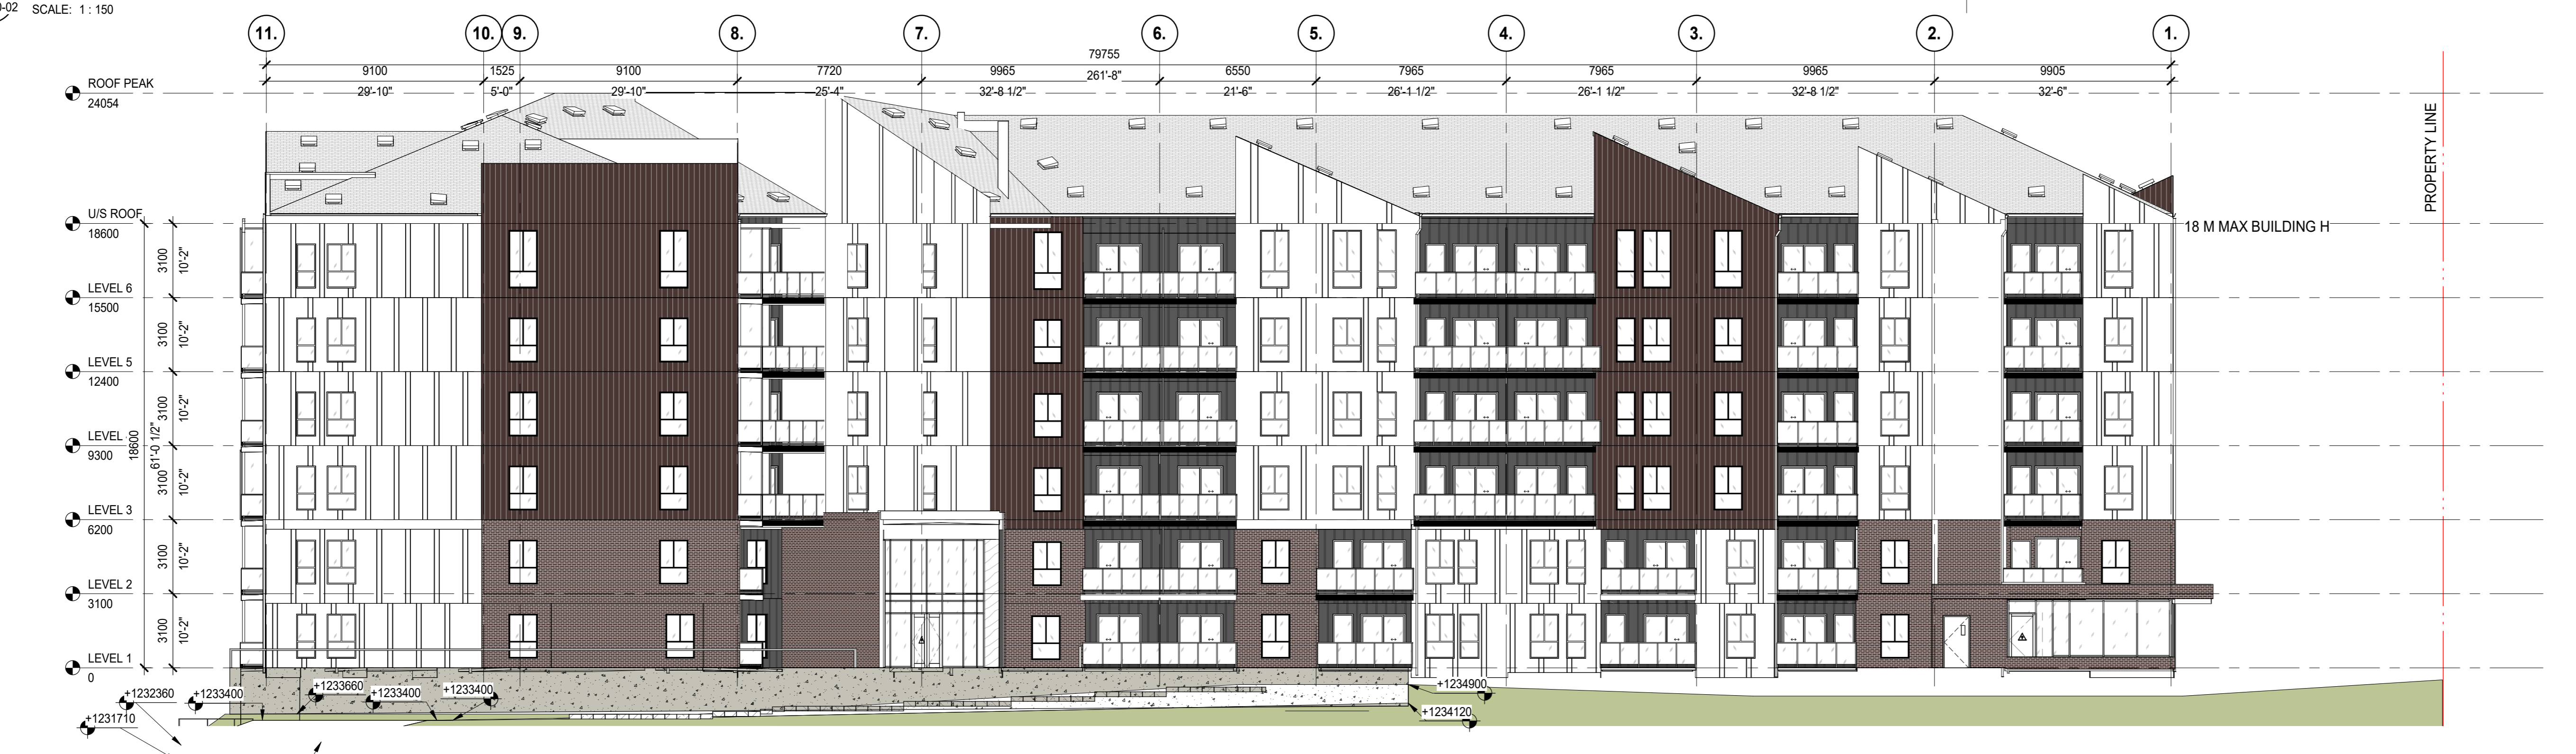 0-02 SCALE: 1 : 150
11. 10. 9. 8. 7. 6. 5. 4. 3. 2. 1.
79755
261'-8"
9100 1525 9100 7720 9965 6550 7965 7965 9965 9905
29'-10" 5'-0" 29'-10" 25'-4" 32'-8 1/2" 21'-6" 26'-1 1/2" 26'-1 1/2" 32'-8 1/2" 32'-6"
ROOF PEAK
24054
PROPERTY LINE
U/S ROOF
18600
18 M MAX BUILDING H
3100
10'-2"
LEVEL 6
15500
3100
10'-2"
LEVEL 5
12400
3100
10'-2"
LEVEL
9300
18600
61'-0 1/2"
3100
10'-2"
LEVEL 3
6200
3100
10'-2"
LEVEL 2
3100
3100
10'-2"
LEVEL 1
0
+1232360 +1233400 +1233660 +1233400 +1233400 +1234900
+1231710 +1234120